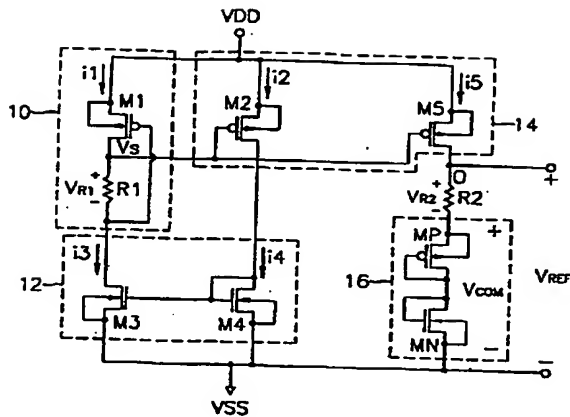 VDD
i1
i2
i5
10
M1
M2
M5
14
VS
O
+
+
VR1
R1
-
+
VR2
R2
-
i3
i4
MP
+
12
16
VCOM
VREF
M3
M4
MN
-
-
VSS